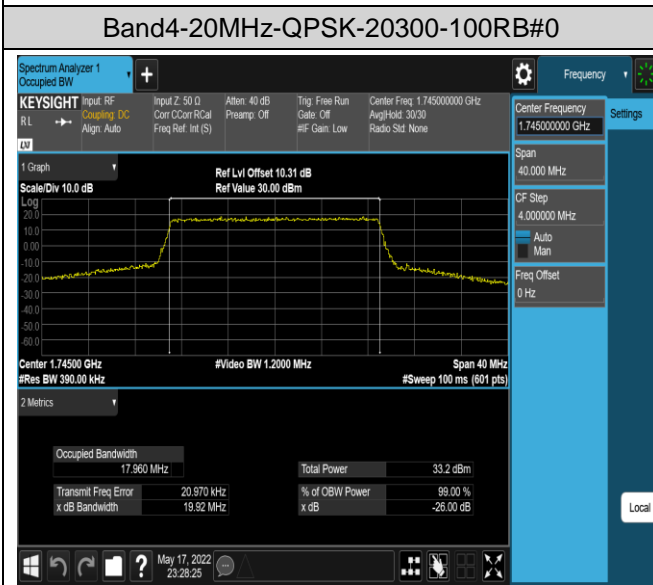 Band4-20MHz-QPSK-20300-100RB#0
Spectrum Analyzer 1
Occupied BW
+
Frequency
KEYSIGHT
RL
LXI
Input: RF
Coupling: DC
Align: Auto
Input Z: 50 Ω
Corr CCorr RCal
Freq Ref: Int (S)
Atten: 40 dB
Preamp: Off
Trig: Free Run
Gate: Off
#IF Gain: Low
Center Freq: 1.745000000 GHz
Avg|Hold: 30/30
Radio Std: None
Center Frequency
1.745000000 GHz
Settings
Span
40.000 MHz
CF Step
4.000000 MHz
Auto
Man
Freq Offset
0 Hz
Local
1 Graph
Scale/Div 10.0 dB
Ref Lvl Offset 10.31 dB
Ref Value 30.00 dBm
Log
20.0
10.0
0.00
-10.0
-20.0
-30.0
-40.0
-50.0
-60.0
Center 1.74500 GHz
#Video BW 1.2000 MHz
Span 40 MHz
#Res BW 390.00 kHz
#Sweep 100 ms (601 pts)
2 Metrics
Occupied Bandwidth
17.960 MHz
Total Power 33.2 dBm
Transmit Freq Error 20.970 kHz
% of OBW Power 99.00 %
x dB Bandwidth 19.92 MHz
x dB -26.00 dB
?
May 17, 2022
23:28:25